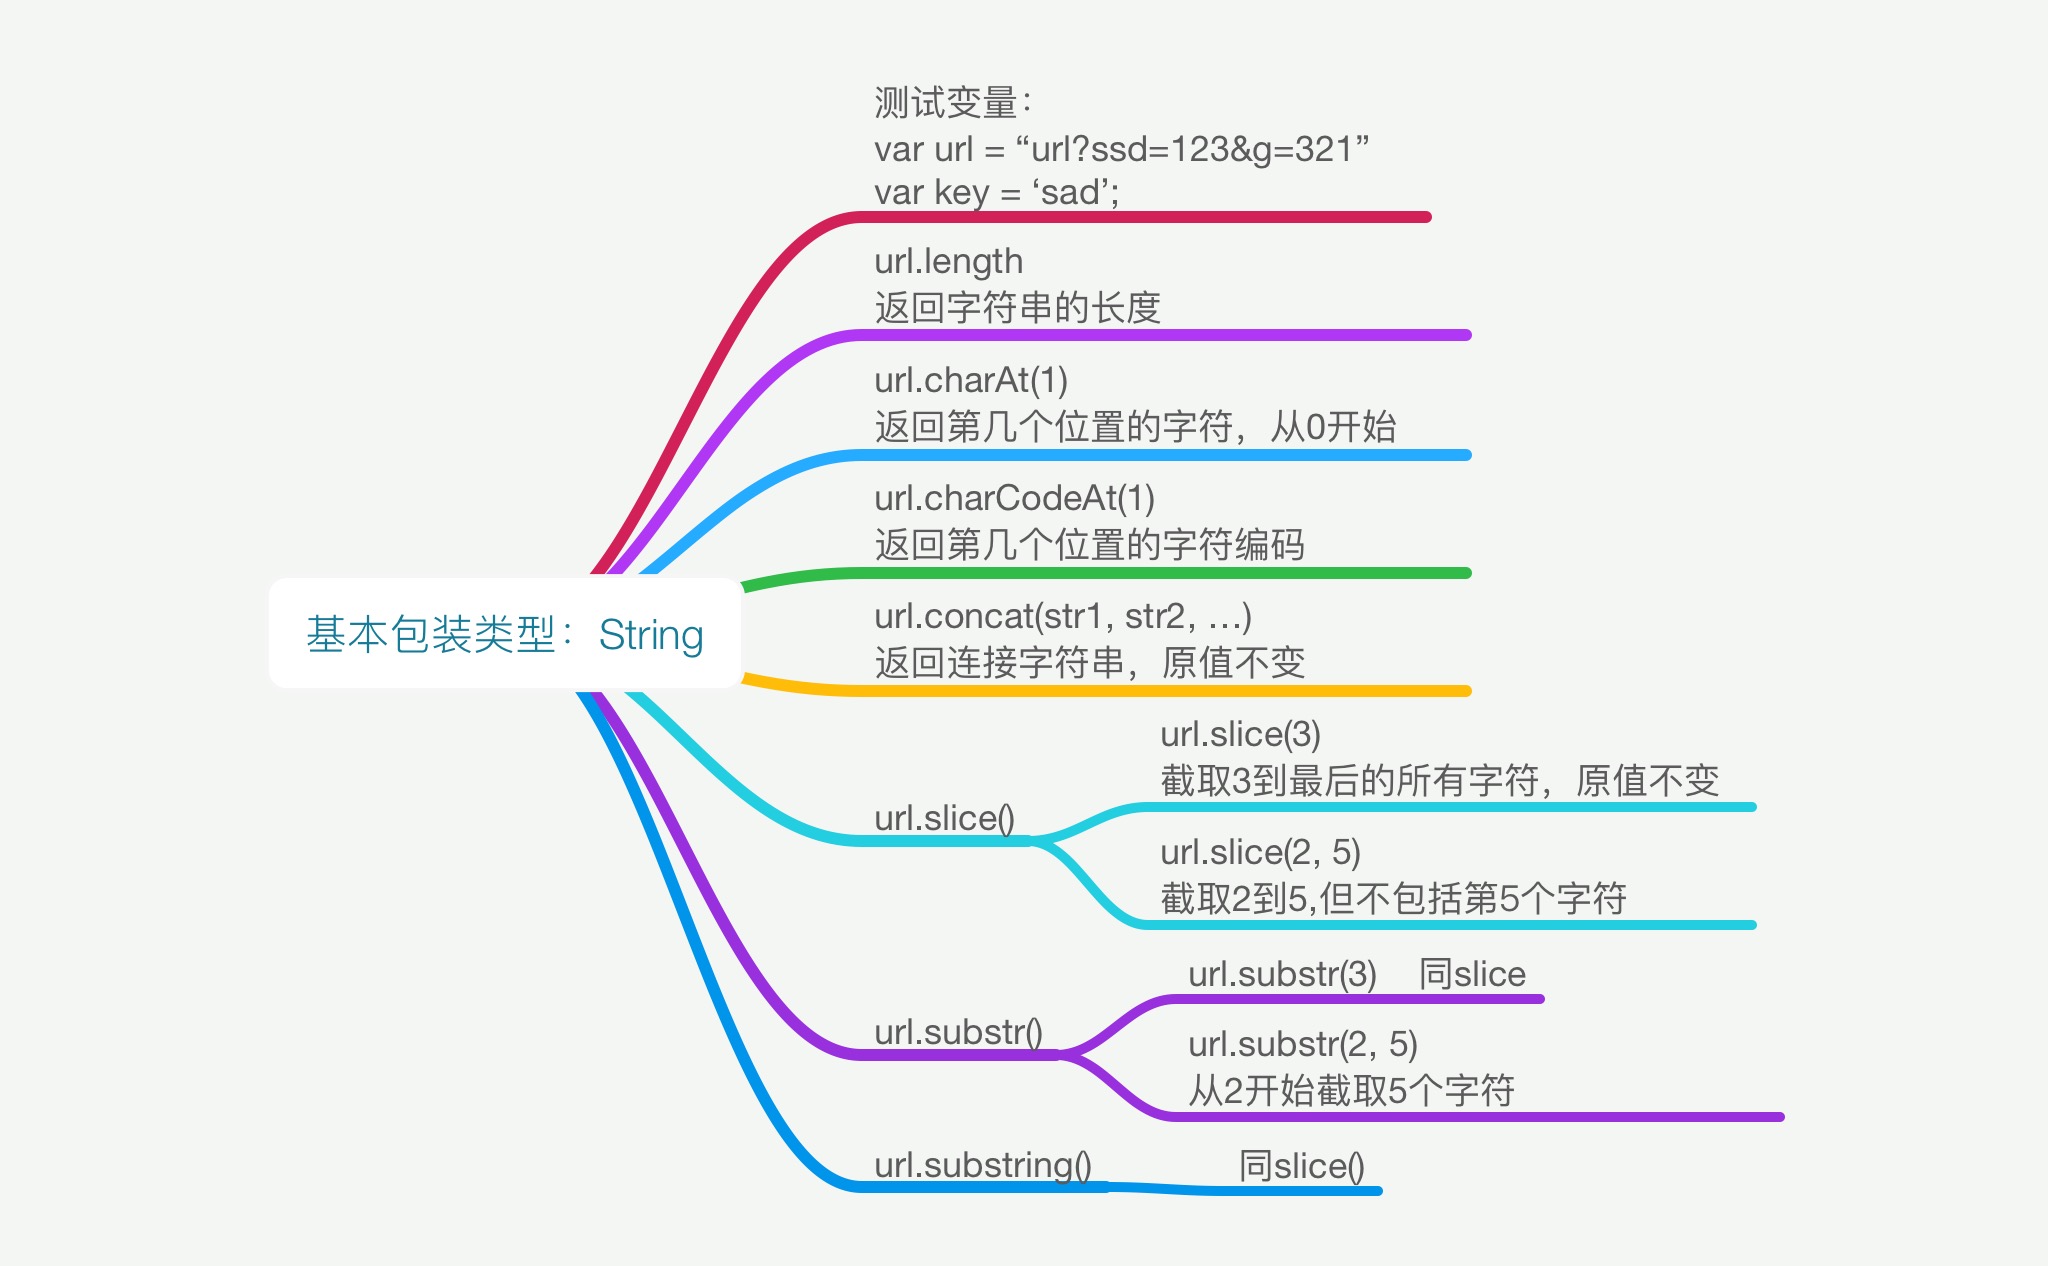 测试变量：
var url = “url?ssd=123&g=321”
var key = ‘sad’;
url.length
返回字符串的长度
url.charAt(1)
返回第几个位置的字符，从0开始
url.charCodeAt(1)
返回第几个位置的字符编码
基本包装类型：String
url.concat(str1, str2, …)
返回连接字符串，原值不变
url.slice()
url.slice(3)
截取3到最后的所有字符，原值不变
url.slice(2, 5)
截取2到5,但不包括第5个字符
url.substr()
url.substr(3) 同slice
url.substr(2, 5)
从2开始截取5个字符
url.substring()
同slice()